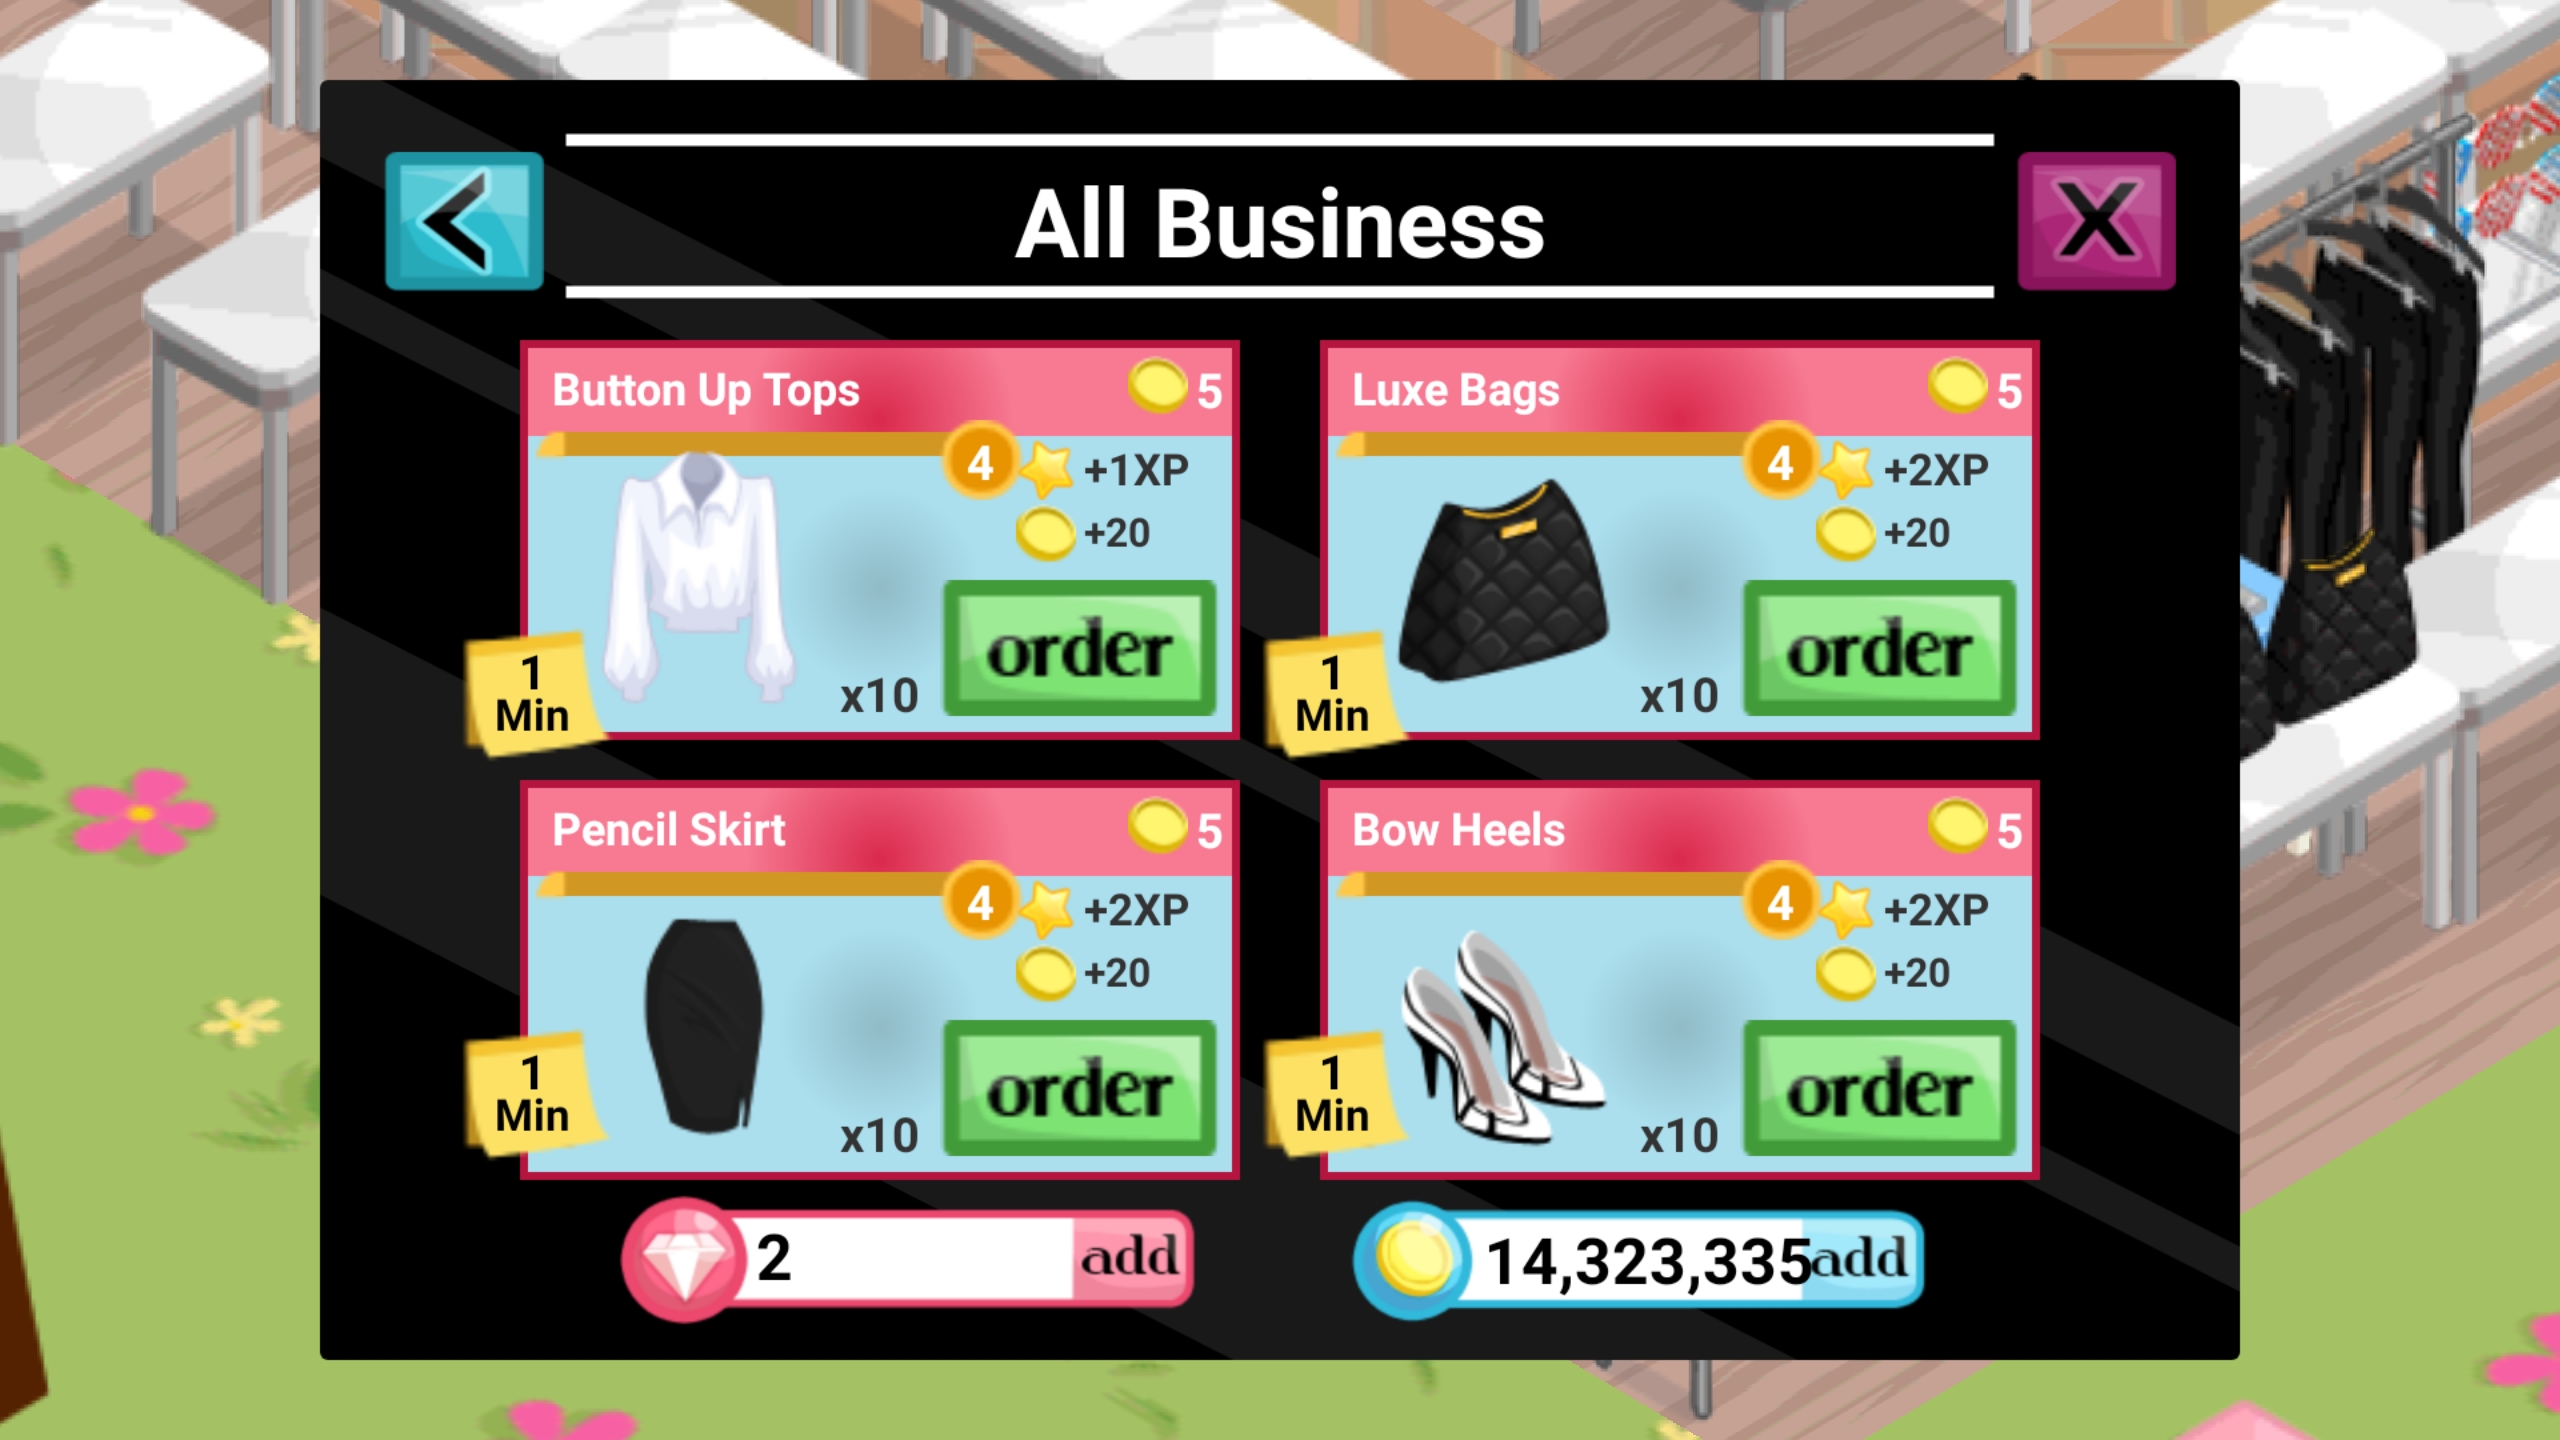 All Business
X
Button Up Tops 5
4 +1XP
+20
1
Min
x10
order
Luxe Bags 5
4 +2XP
+20
1
Min
x10
order
Pencil Skirt 5
4 +2XP
+20
1
Min
x10
order
Bow Heels 5
4 +2XP
+20
1
Min
x10
order
2 add
14,323,335 add